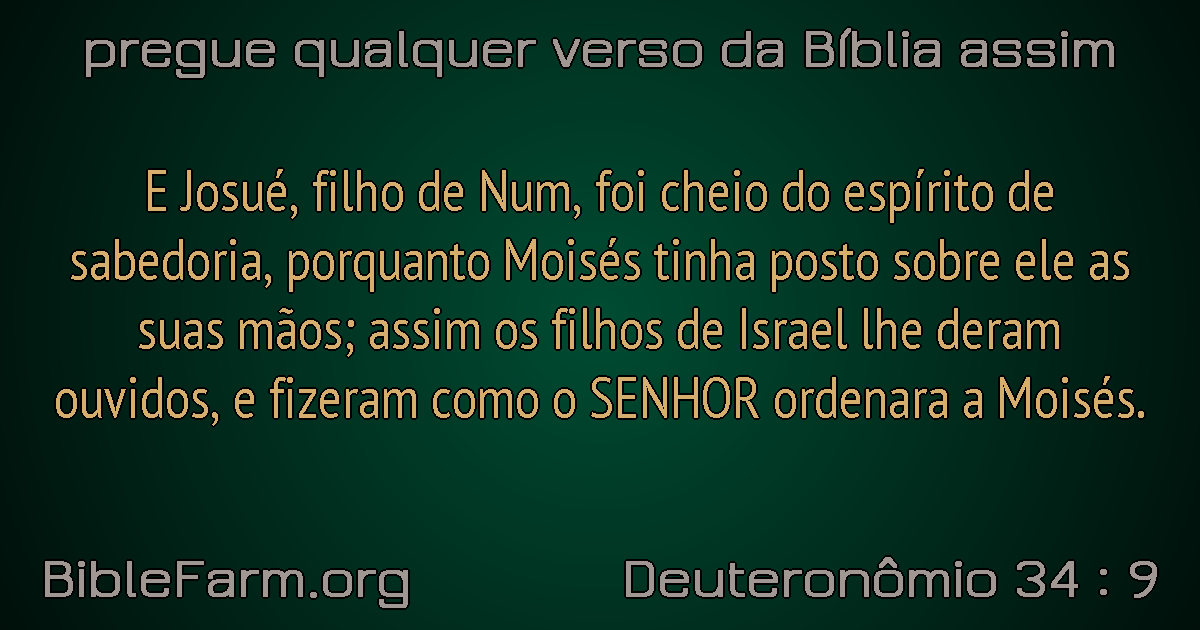 pregue qualquer verso da Bíblia assim
E Josué, filho de Num, foi cheio do espírito de
sabedoria, porquanto Moisés tinha posto sobre ele as
suas mãos; assim os filhos de Israel lhe deram
ouvidos, e fizeram como o SENHOR ordenara a Moisés.
BibleFarm.org
Deuteronômio 34 : 9